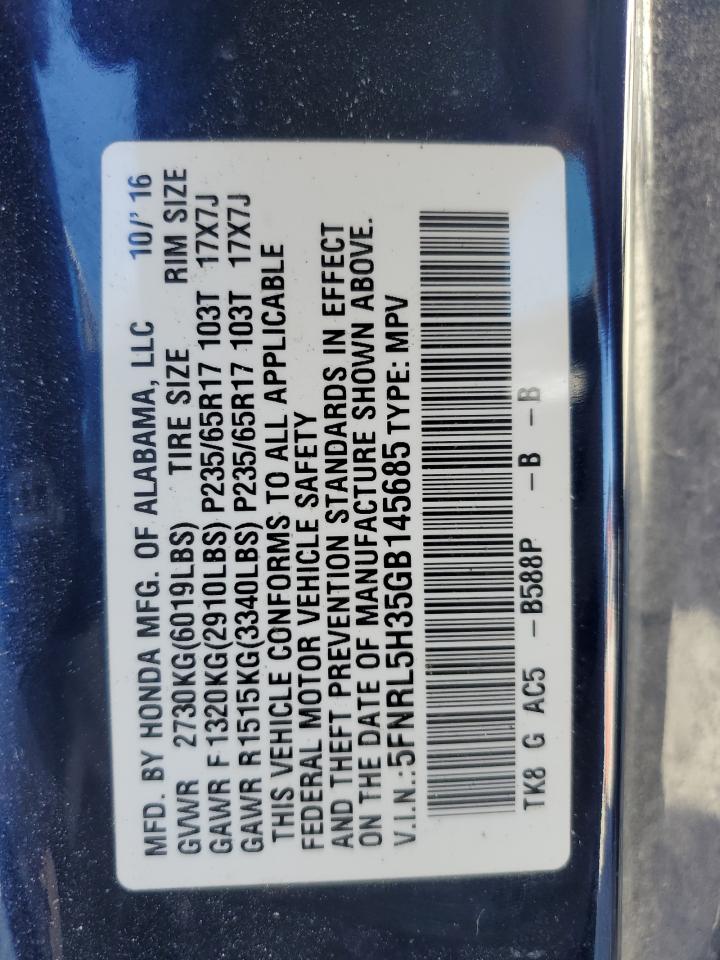 MFD. BY HONDA MFG. OF ALABAMA, LLC 10/' 16
GVWR 2730KG(6019LBS) TIRE SIZE RIM SIZE
GAWR F 1320KG(2910LBS) P235/65R17 103T 17X7J
GAWR R 1515KG(3340LBS) P235/65R17 103T 17X7J
THIS VEHICLE CONFORMS TO ALL APPLICABLE
FEDERAL MOTOR VEHICLE SAFETY
AND THEFT PREVENTION STANDARDS IN EFFECT
ON THE DATE OF MANUFACTURE SHOWN ABOVE.
V.I.N.:5FNRL5H35GB145685 TYPE: MPV
TK8 G AC5 -B588P -B -B